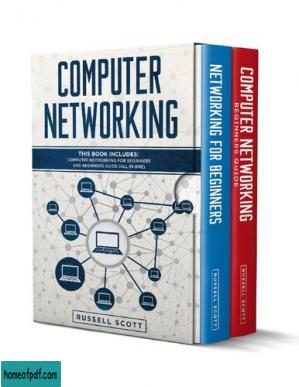 COMPUTER
NETWORKING
THIS BOOK INCLUDES:
COMPUTER NETWORKING FOR BEGINNERS
AND BEGINNERS GUIDE (ALL IN ONE)
RUSSELL SCOTT
NETWORKING FOR BEGINNERS
RUSSELL SCOTT
COMPUTER NETWORKING
BEGINNERS GUIDE
RUSSELL SCOTT
homeofpdf.com